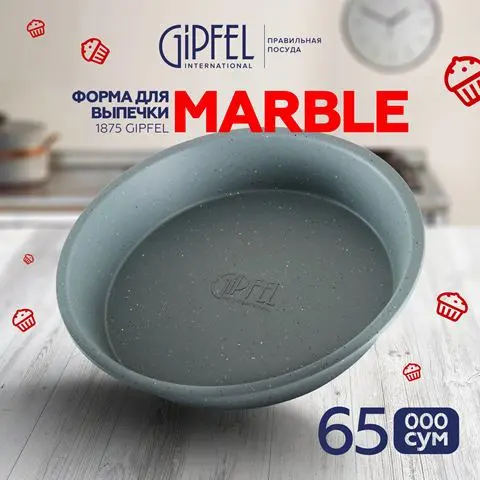 GiPFEL
INTERNATIONAL
ПРАВИЛЬНАЯ
ПОСУДА
ФОРМА ДЛЯ
ВЫПЕЧКИ
1875 GIPFEL
MARBLE
GiPFEL
65 000
сум